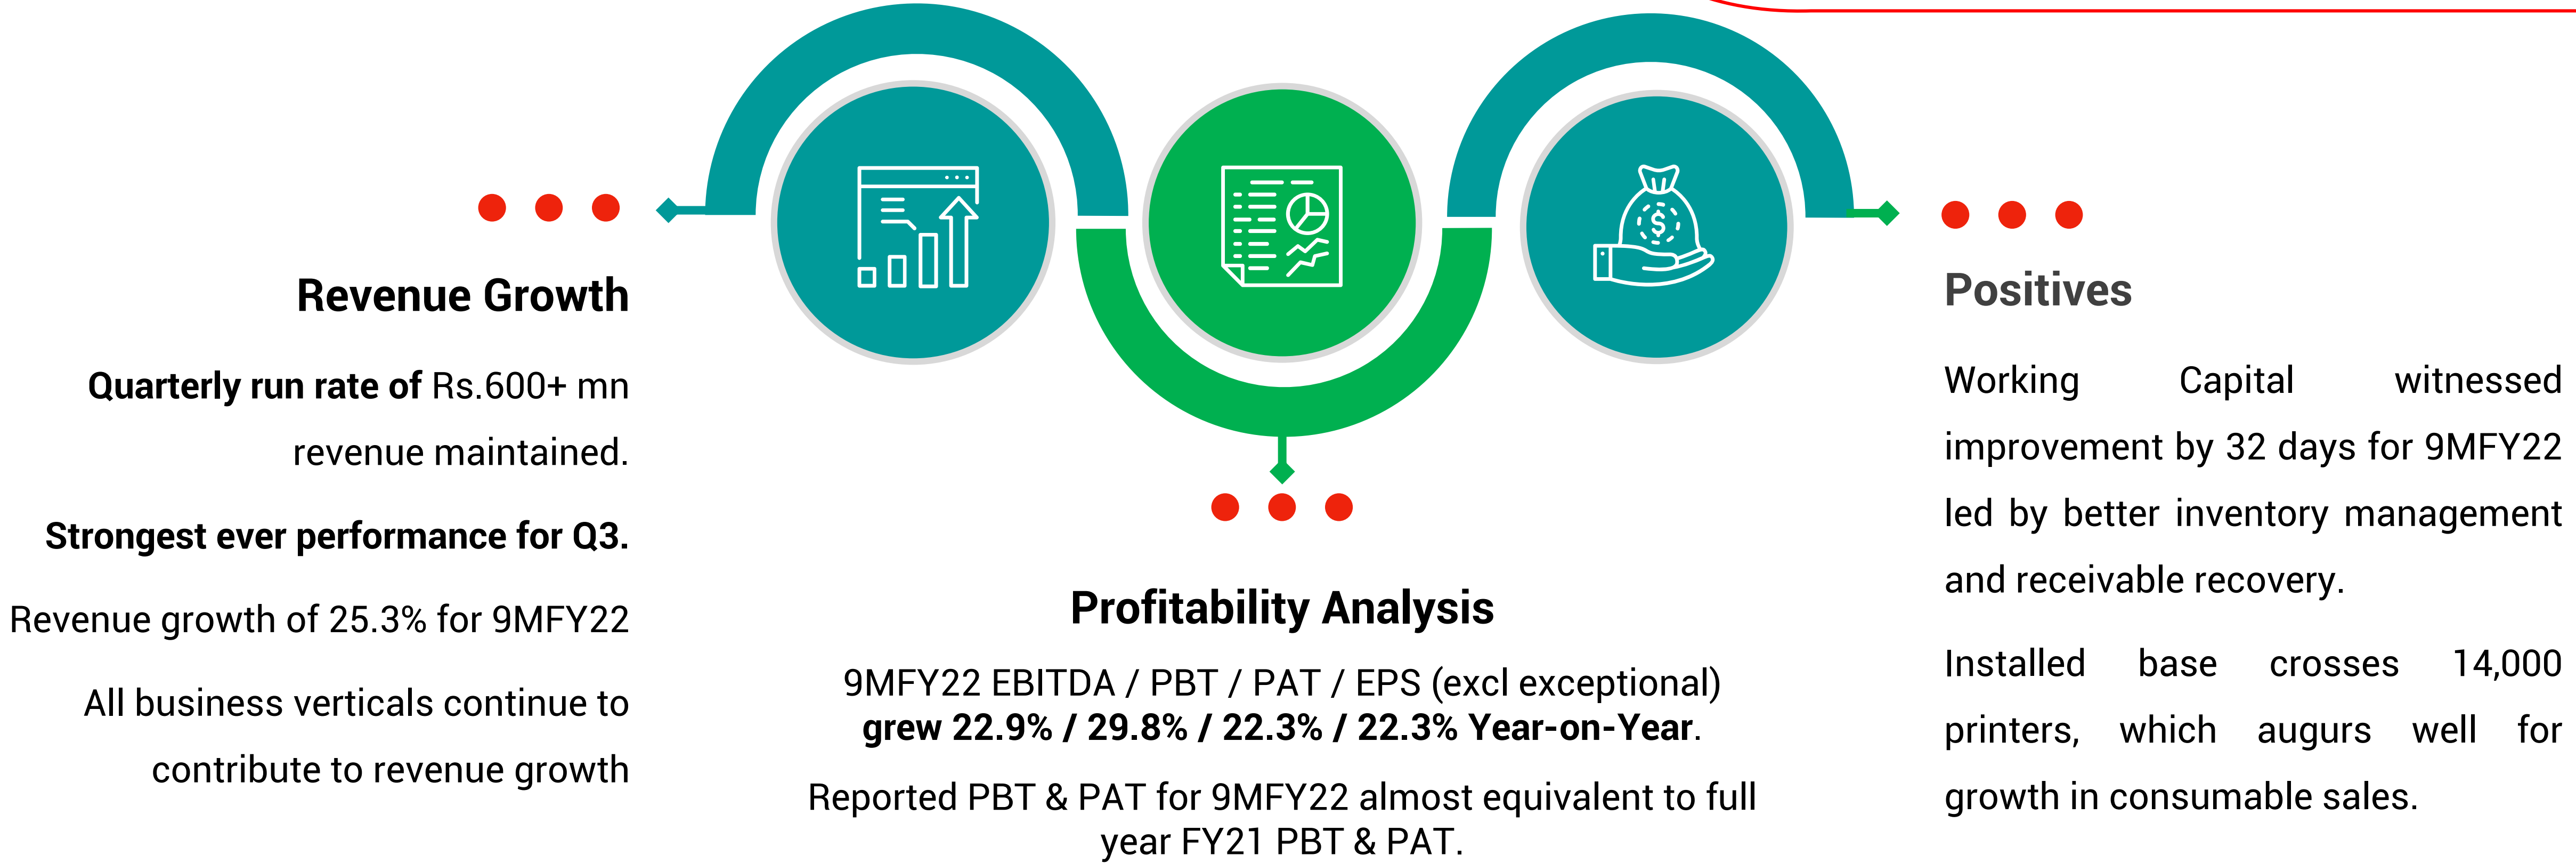 Revenue Growth
Quarterly run rate of Rs.600+ mn
revenue maintained.
Strongest ever performance for Q3.
Revenue growth of 25.3% for 9MFY22
All business verticals continue to
contribute to revenue growth
Profitability Analysis
9MFY22 EBITDA / PBT / PAT / EPS (excl exceptional)
grew 22.9% / 29.8% / 22.3% / 22.3% Year-on-Year.
Reported PBT & PAT for 9MFY22 almost equivalent to full
year FY21 PBT & PAT.
Positives
Working Capital witnessed
improvement by 32 days for 9MFY22
led by better inventory management
and receivable recovery.
Installed base crosses 14,000
printers, which augurs well for
growth in consumable sales.